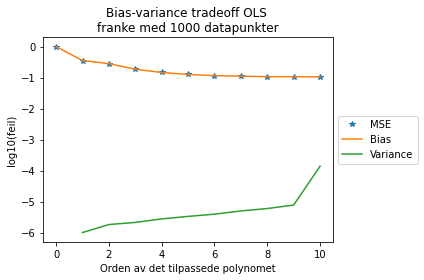 Bias-variance tradeoff OLS
franke med 1000 datapunkter
0
−1
−2
−3
−4
−5
−6
log10(feil)
0 2 4 6 8 10
Orden av det tilpassede polynomet
MSE
Bias
Variance